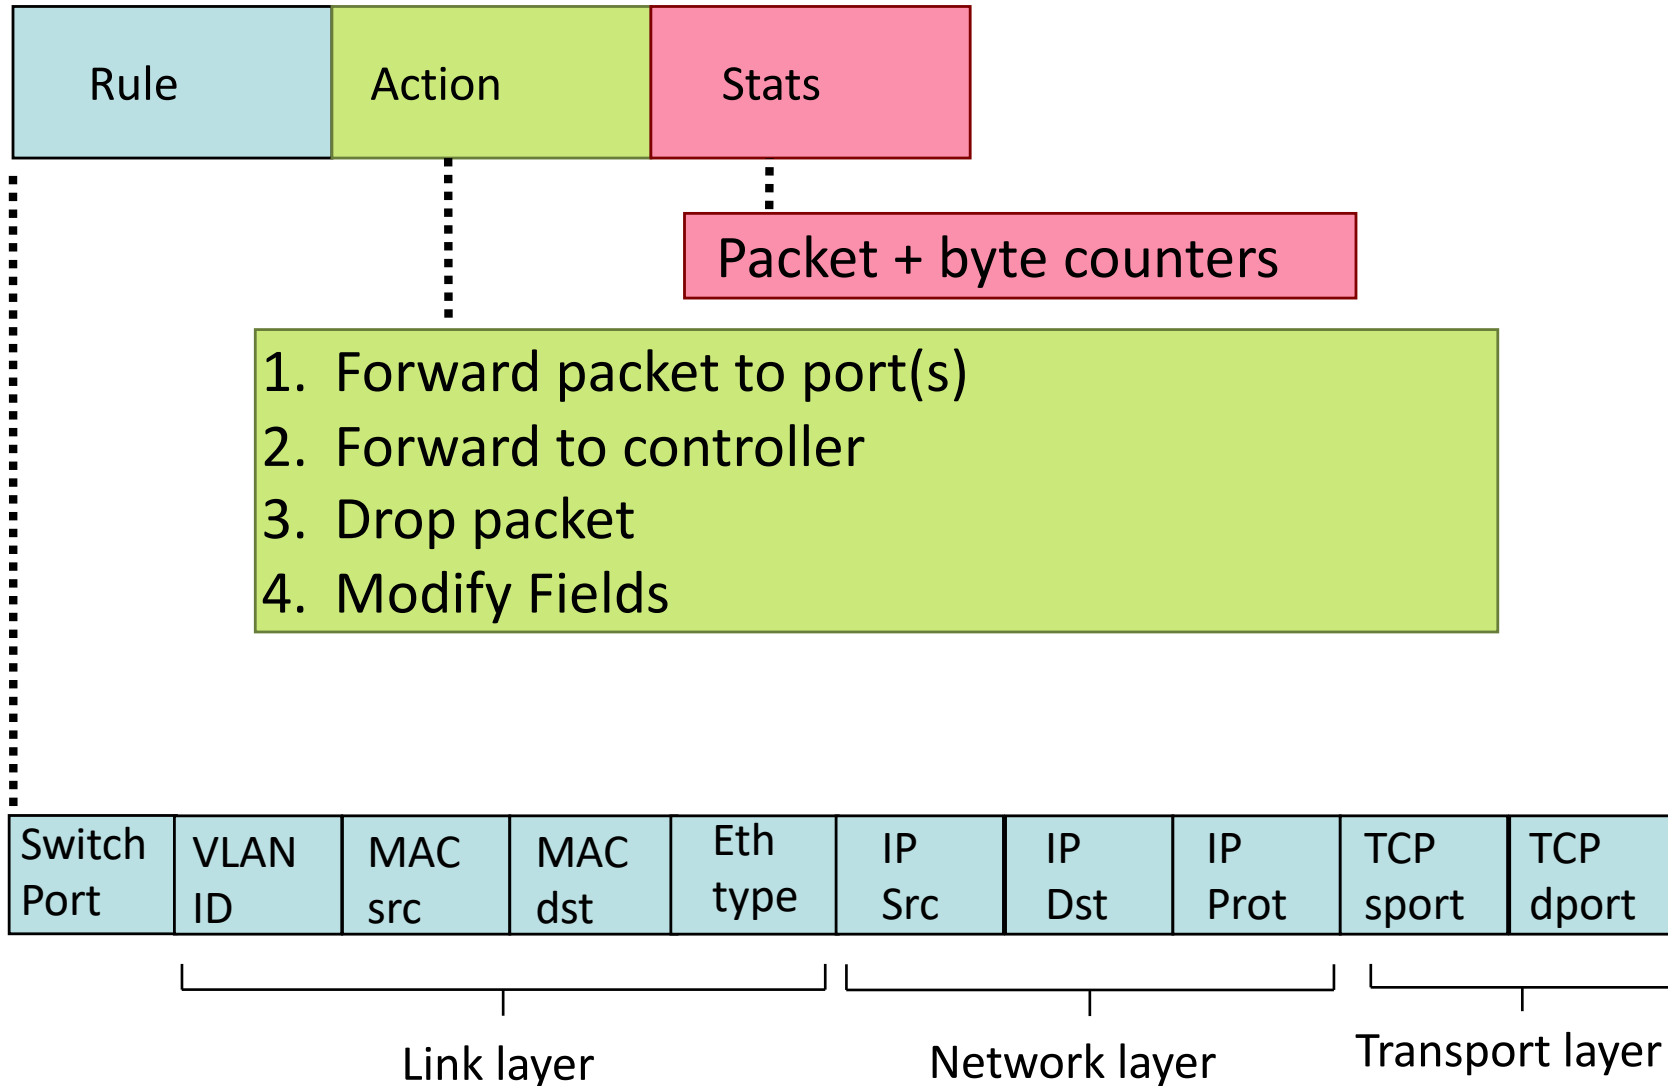 Rule
Action
Stats
Packet + byte counters
1. Forward packet to port(s)
2. Forward to controller
3. Drop packet
4. Modify Fields
Switch
Port
VLAN
ID
MAC
src
MAC
dst
Eth
type
IP
Src
IP
Dst
IP
Prot
TCP
sport
TCP
dport
Link layer
Network layer
Transport layer